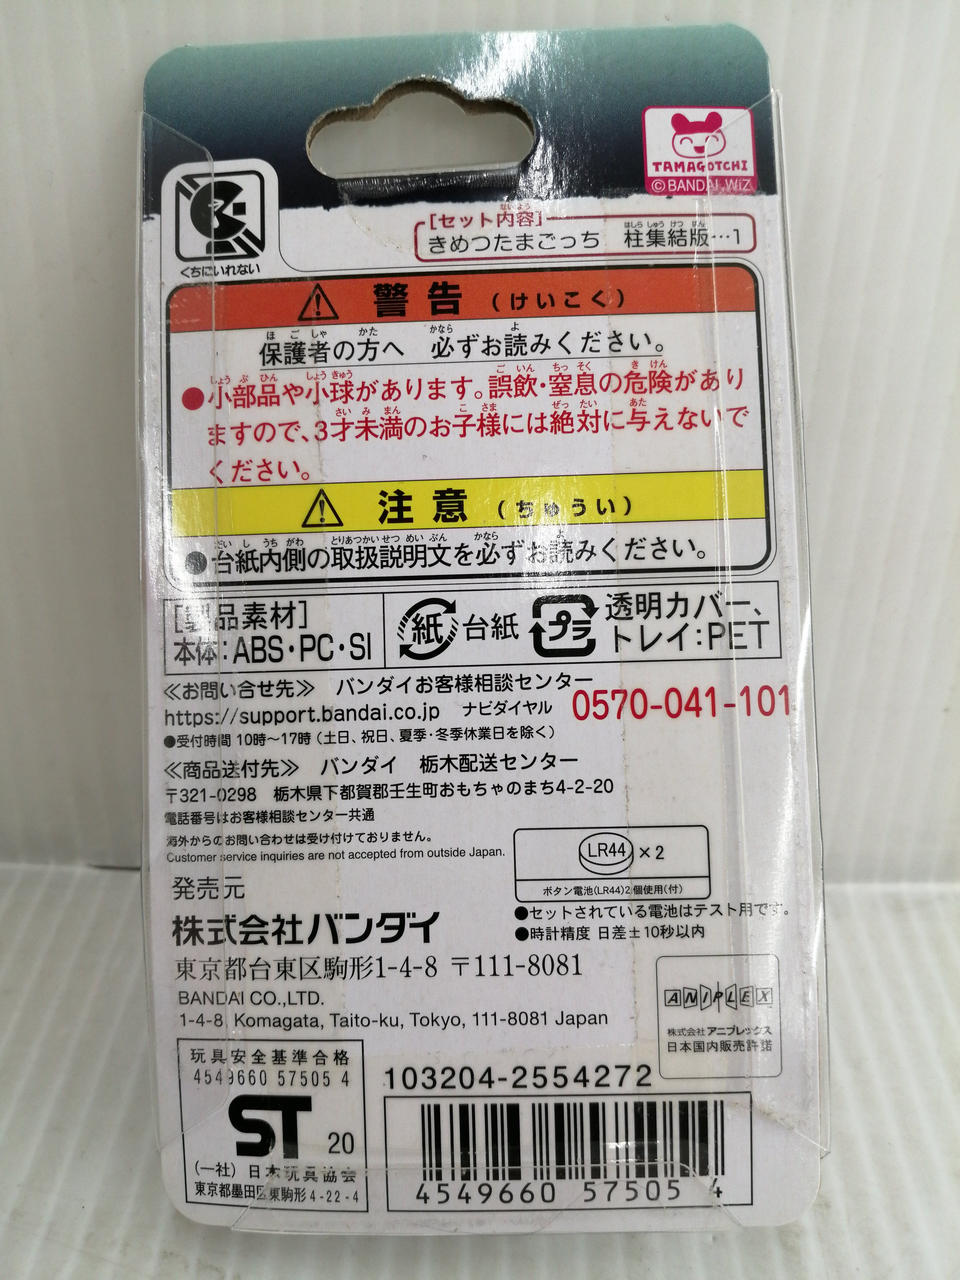 TAMAGOTCHI
©BANDAI,WiZ
くちにいれない
[セット内容]
きめつたまごっち 柱集結版…1
警告(けいこく)
保護者の方へ 必ずお読みください。
●小部品や小球があります。誤飲・窒息の危険があり
ますので、3才未満のお子様には絶対に与えないで
ください。
注意(ちゅうい)
●台紙内側の取扱説明文を必ずお読みください。
[製品素材]
本体:ABS・PC・SI
紙 台紙
プラ 透明カバー、
トレイ:PET
≪お問い合せ先≫ バンダイお客様相談センター
https://support.bandai.co.jp ナビダイヤル 0570-041-101
●受付時間 10時〜17時(土日、祝日、夏季・冬季休業日を除く)
≪商品送付先≫ バンダイ 栃木配送センター
〒321-0298 栃木県下都賀郡壬生町おもちゃのまち4-2-20
電話番号はお客様相談センター共通
海外からのお問い合わせは受け付けておりません。
Customer service inquiries are not accepted from outside Japan.
LR44 ×2
ボタン電池(LR44)2個使用(付)
●セットされている電池はテスト用です。
●時計精度 日差±10秒以内
発売元
株式会社バンダイ
東京都台東区駒形1-4-8 〒111-8081
BANDAI CO.,LTD.
1-4-8, Komagata, Taito-ku, Tokyo, 111-8081 Japan
ANIPLEX
株式会社アニプレックス
日本国内販売許諾
玩具安全基準合格
4549660 57505 4
ST 20
(一社)日本玩具協会
東京都墨田区東駒形4-22-4
103204-2554272
4549660 57505 4